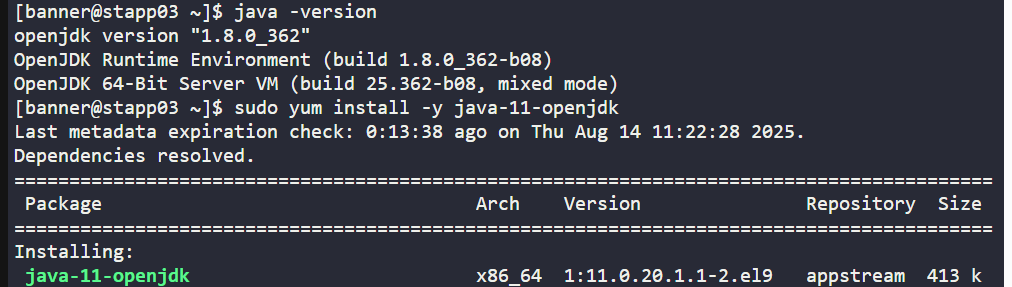 [banner@stapp03 ~]$ java -version
openjdk version "1.8.0_362"
OpenJDK Runtime Environment (build 1.8.0_362-b08)
OpenJDK 64-Bit Server VM (build 25.362-b08, mixed mode)
[banner@stapp03 ~]$ sudo yum install -y java-11-openjdk
Last metadata expiration check: 0:13:38 ago on Thu Aug 14 11:22:28 2025.
Dependencies resolved.
=========================================================================================
Package Arch Version Repository Size
=========================================================================================
Installing:
java-11-openjdk x86_64 1:11.0.20.1.1-2.el9 appstream 413 k